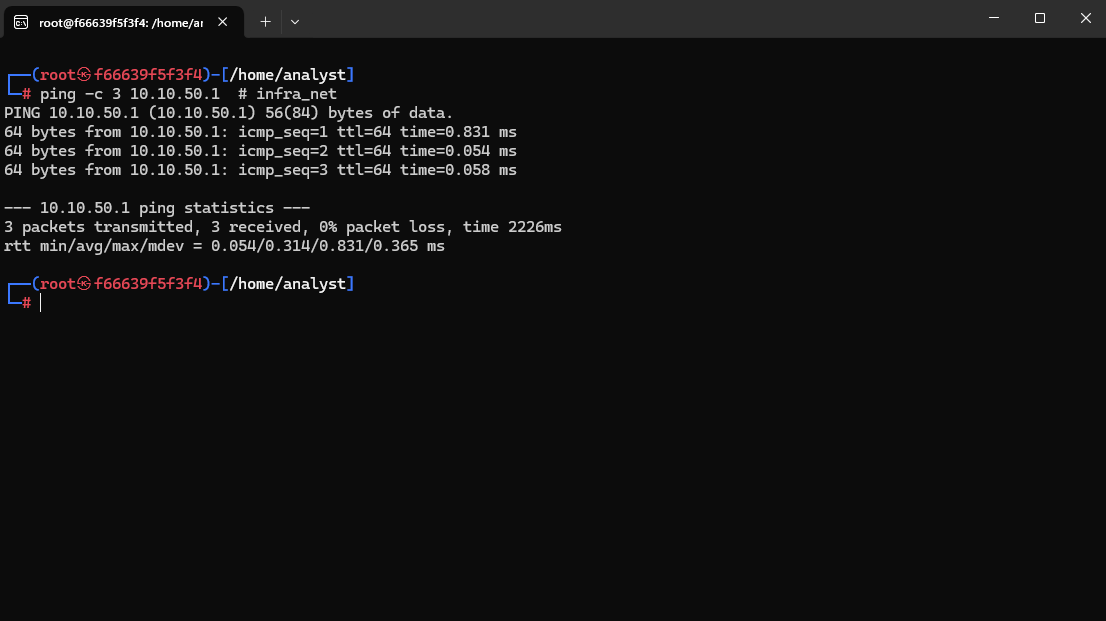 root@f66639f5f3f4: /home/ar
┌──(root㉿f66639f5f3f4)-[/home/analyst]
└─# ping -c 3 10.10.50.1  # infra_net
PING 10.10.50.1 (10.10.50.1) 56(84) bytes of data.
64 bytes from 10.10.50.1: icmp_seq=1 ttl=64 time=0.831 ms
64 bytes from 10.10.50.1: icmp_seq=2 ttl=64 time=0.054 ms
64 bytes from 10.10.50.1: icmp_seq=3 ttl=64 time=0.058 ms
--- 10.10.50.1 ping statistics ---
3 packets transmitted, 3 received, 0% packet loss, time 2226ms
rtt min/avg/max/mdev = 0.054/0.314/0.831/0.365 ms
┌──(root㉿f66639f5f3f4)-[/home/analyst]
└─#